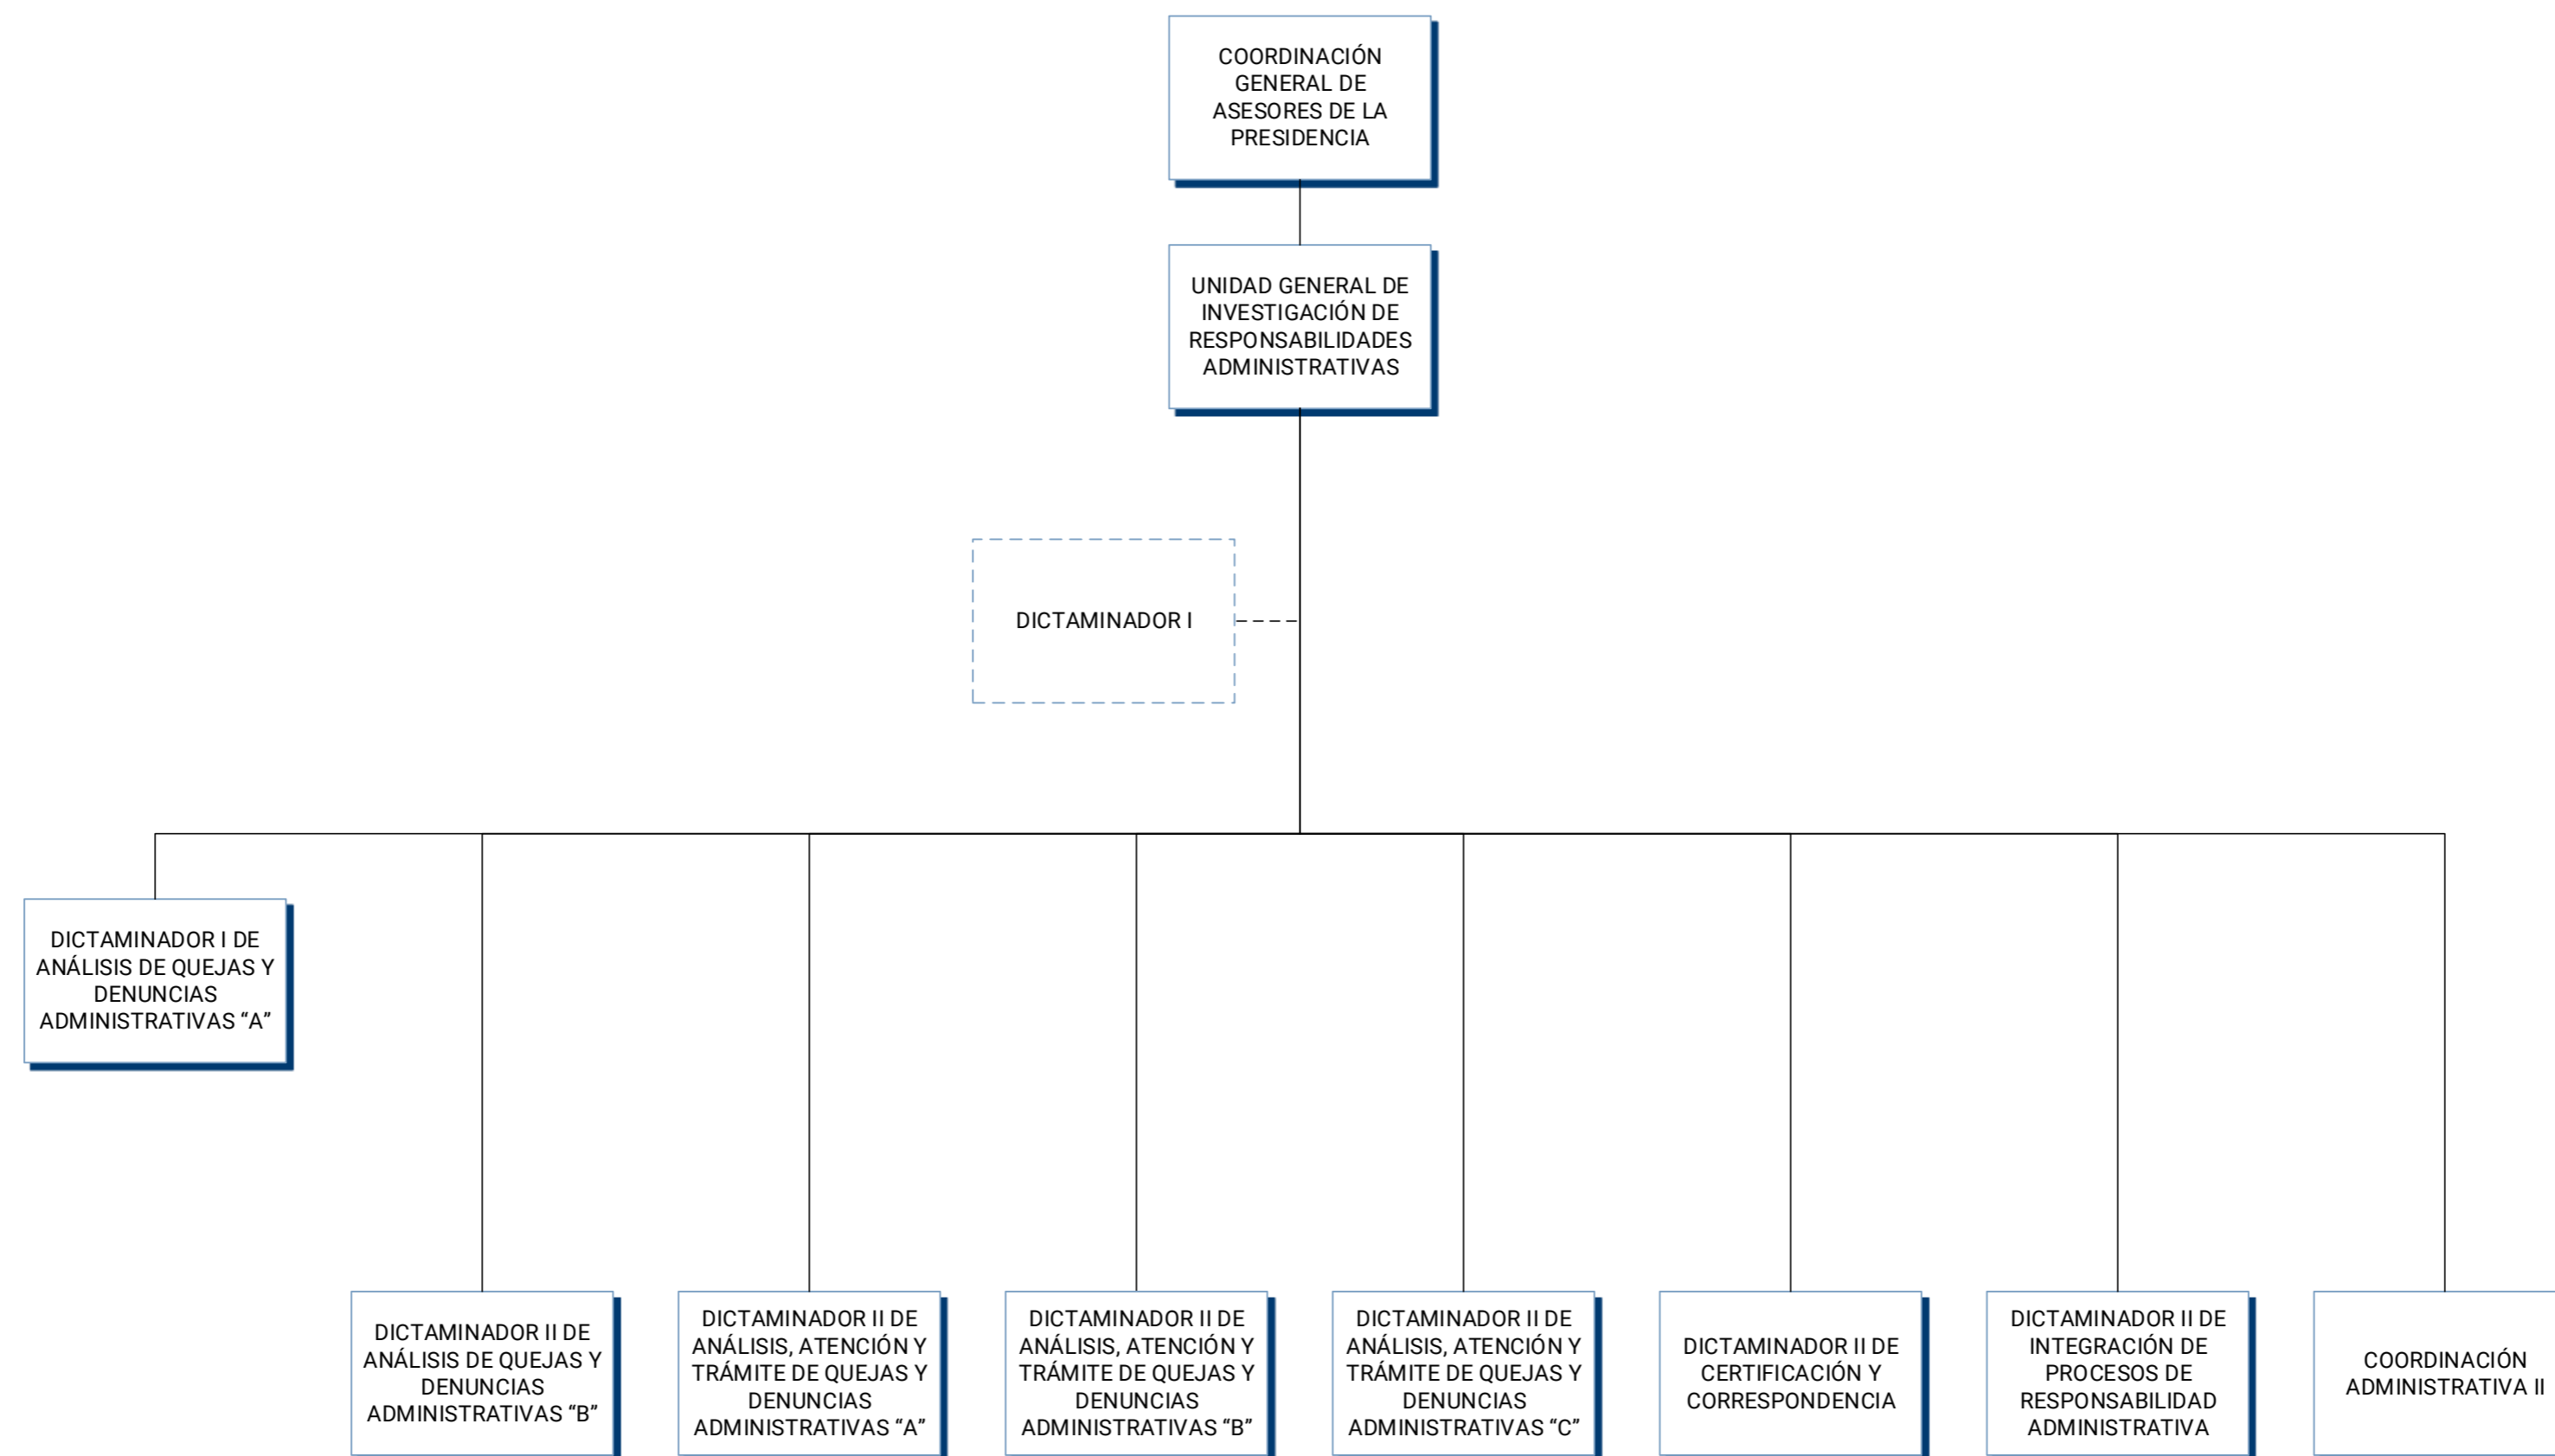 COORDINACIÓN
GENERAL DE
ASESORES DE LA
PRESIDENCIA
UNIDAD GENERAL DE
INVESTIGACIÓN DE
RESPONSABILIDADES
ADMINISTRATIVAS
DICTAMINADOR I
DICTAMINADOR I DE
ANÁLISIS DE QUEJAS Y
DENUNCIAS
ADMINISTRATIVAS “A”
DICTAMINADOR II DE
ANÁLISIS DE QUEJAS Y
DENUNCIAS
ADMINISTRATIVAS “B”
DICTAMINADOR II DE
ANÁLISIS, ATENCIÓN Y
TRÁMITE DE QUEJAS Y
DENUNCIAS
ADMINISTRATIVAS “A”
DICTAMINADOR II DE
ANÁLISIS, ATENCIÓN Y
TRÁMITE DE QUEJAS Y
DENUNCIAS
ADMINISTRATIVAS “B”
DICTAMINADOR II DE
ANÁLISIS, ATENCIÓN Y
TRÁMITE DE QUEJAS Y
DENUNCIAS
ADMINISTRATIVAS “C”
DICTAMINADOR II DE
CERTIFICACIÓN Y
CORRESPONDENCIA
DICTAMINADOR II DE
INTEGRACIÓN DE
PROCESOS DE
RESPONSABILIDAD
ADMINISTRATIVA
COORDINACIÓN
ADMINISTRATIVA II